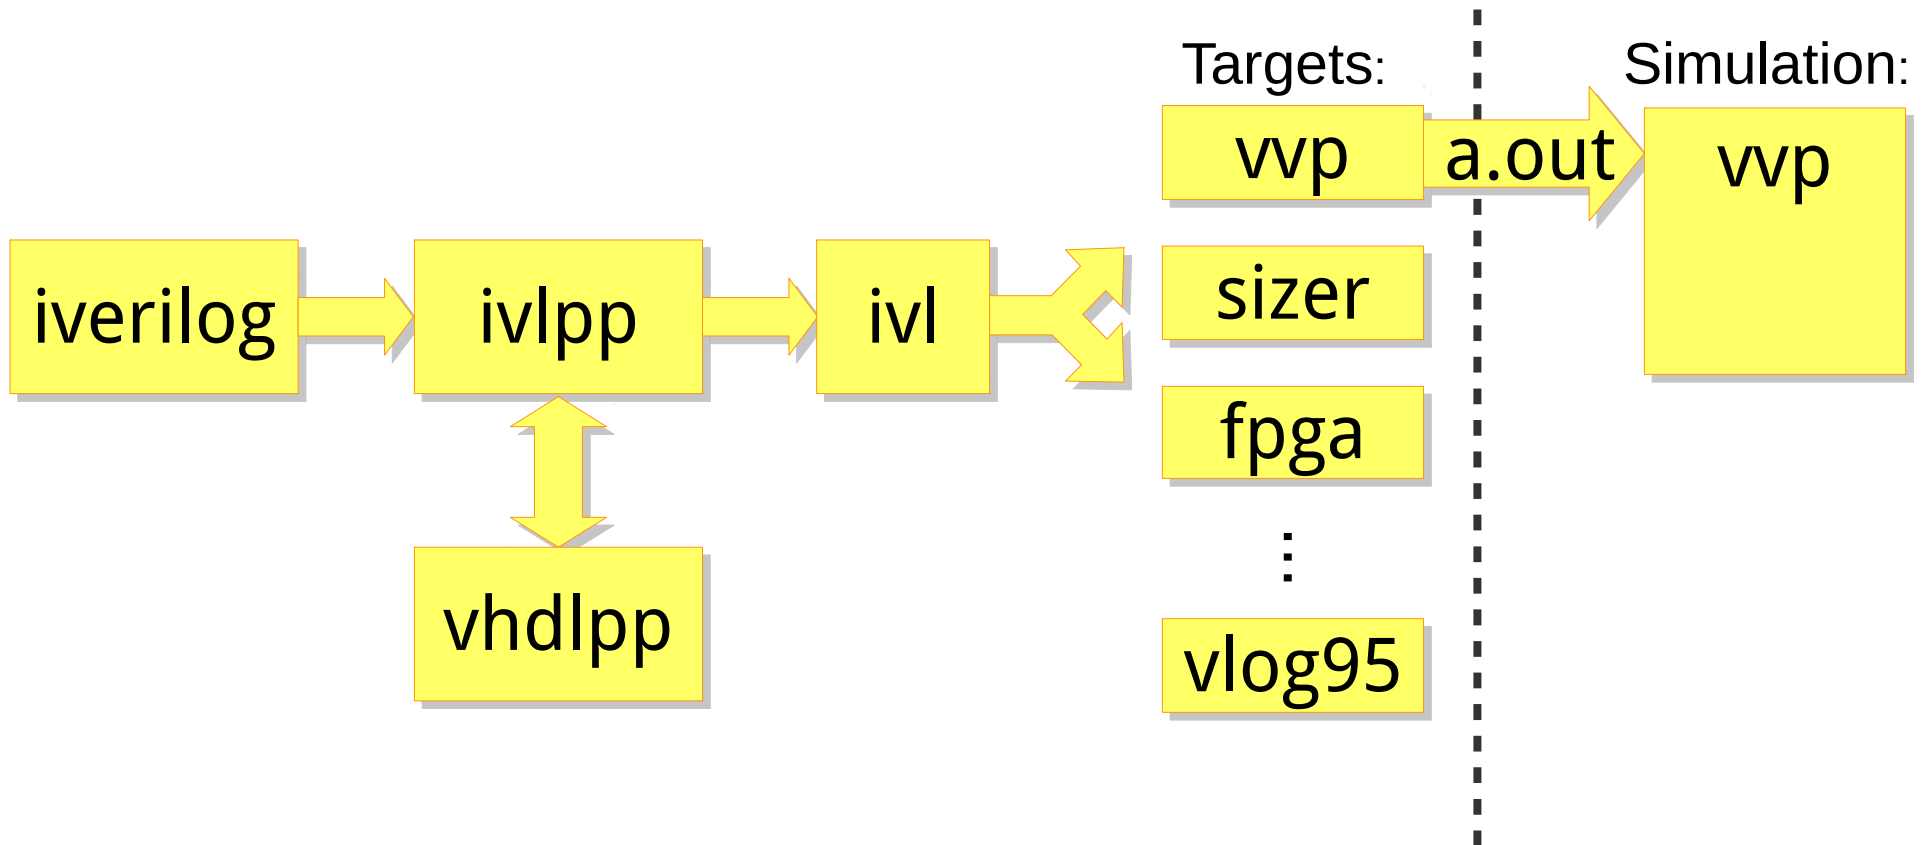 Targets:
Simulation:
vvp
a.out
vvp
sizer
iverilog
ivlpp
ivl
fpga
...
vhdlpp
vlog95